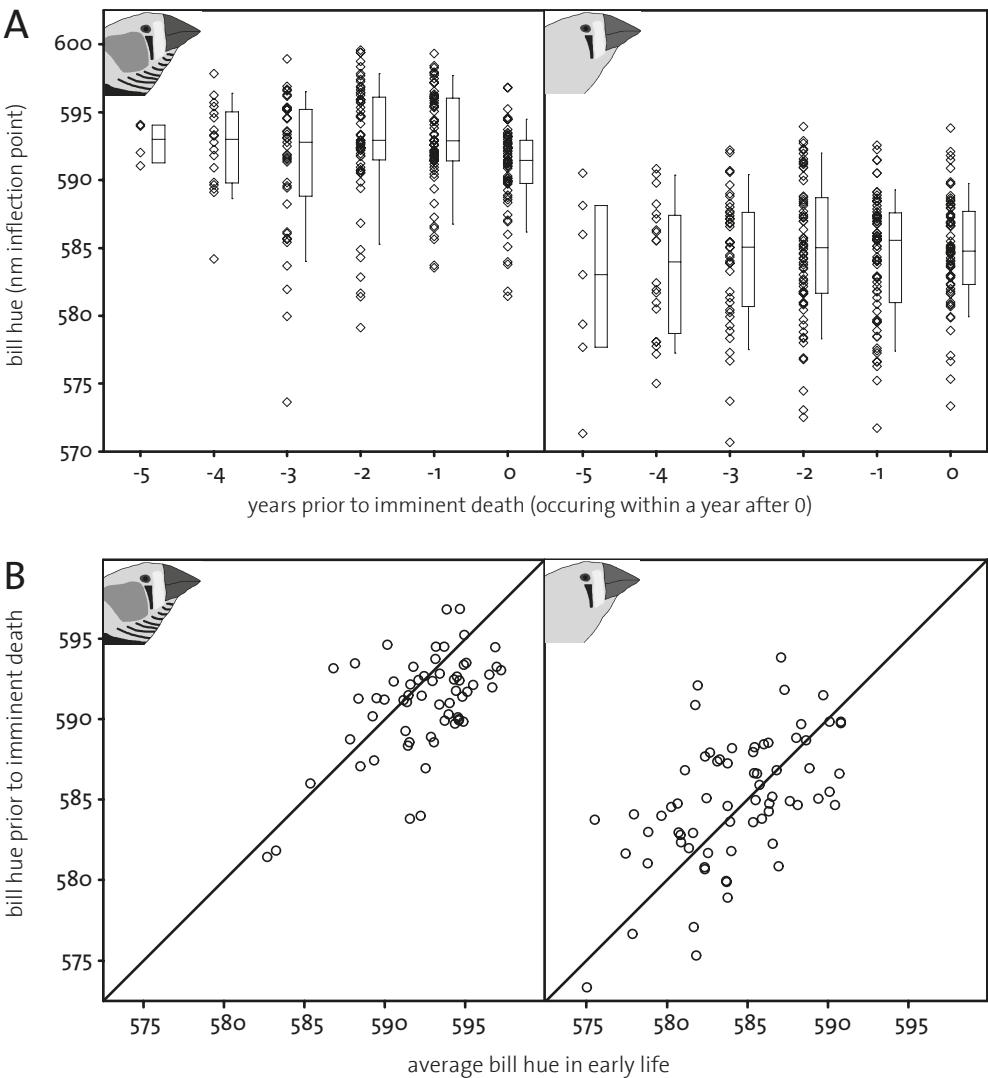 A
bill hue (nm inflection point)
600
595
590
585
580
575
570
-5 -4 -3 -2 -1 0 -5 -4 -3 -2 -1 0
years prior to imminent death (occuring within a year after 0)
B
bill hue prior to imminent death
595
590
585
580
575
575 580 585 590 595 575 580 585 590 595
average bill hue in early life